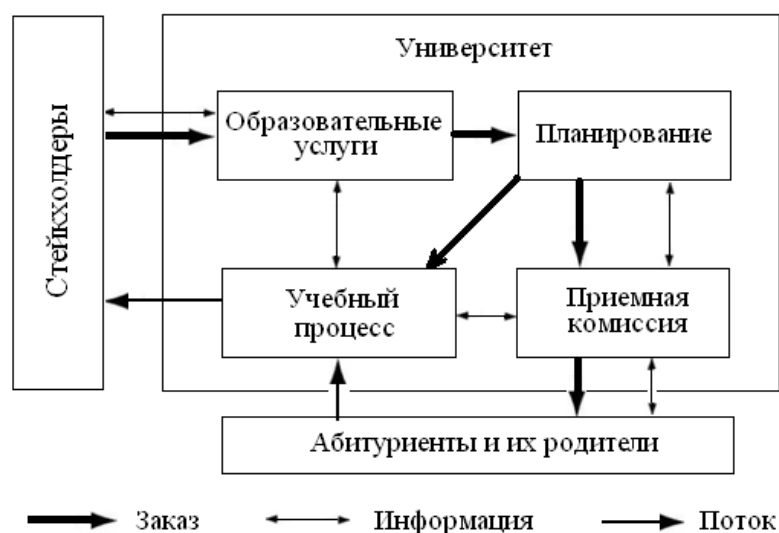 Стейкхолдеры
Университет
Образовательные
услуги
Планирование
Учебный
процесс
Приемная
комиссия
Абитуриенты и их родители
Заказ
Информация
Поток